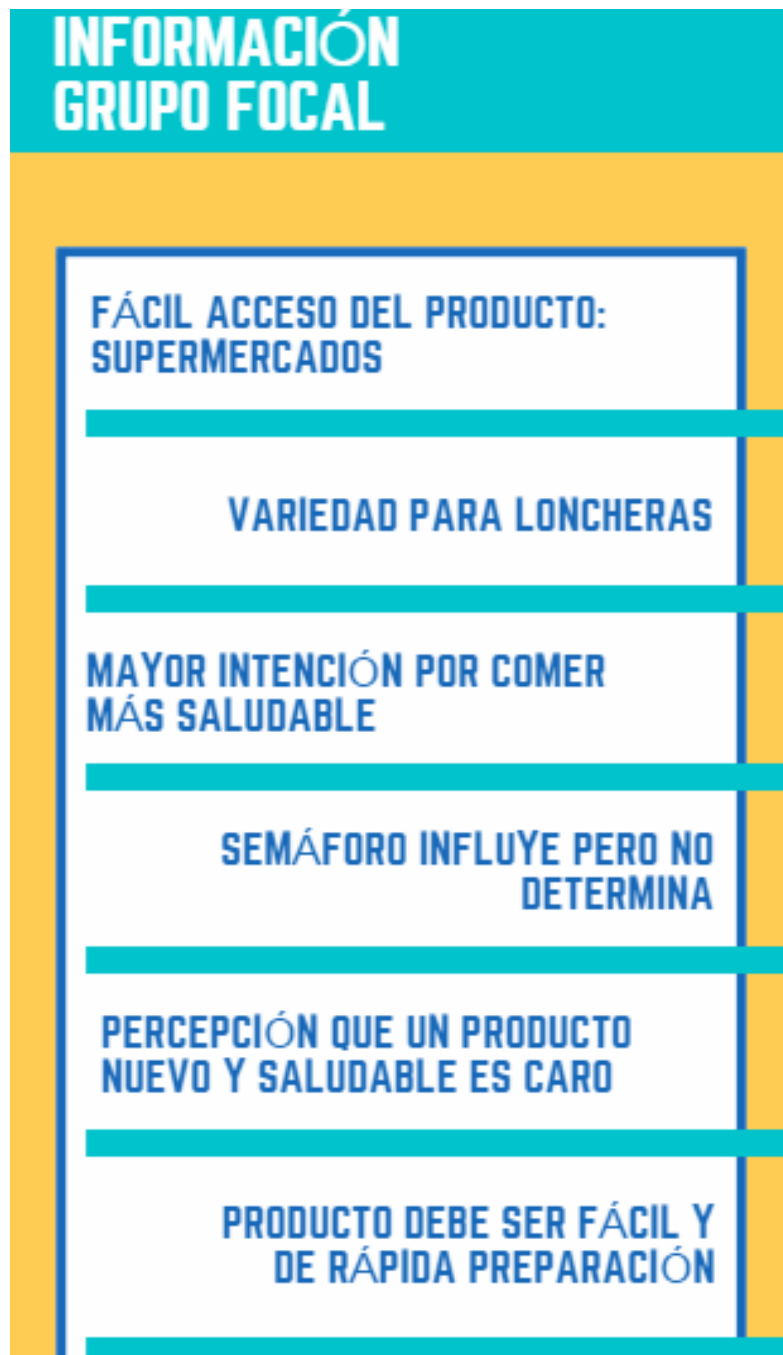 INFORMACIÓN
GRUPO FOCAL
FÁCIL ACCESO DEL PRODUCTO:
SUPERMERCADOS
VARIEDAD PARA LONCHERAS
MAYOR INTENCIÓN POR COMER
MÁS SALUDABLE
SEMÁFORO INFLUYE PERO NO
DETERMINA
PERCEPCIÓN QUE UN PRODUCTO
NUEVO Y SALUDABLE ES CARO
PRODUCTO DEBE SER FÁCIL Y
DE RÁPIDA PREPARACIÓN